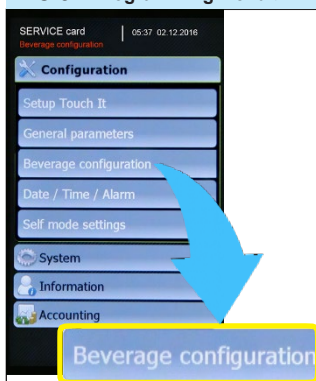 SERVICE card
05:37 02.12.2016
Beverage configuration
Configuration
Setup Touch It
General parameters
Beverage configuration
Date / Time / Alarm
Self mode settings
System
Information
Accounting
Beverage configuration